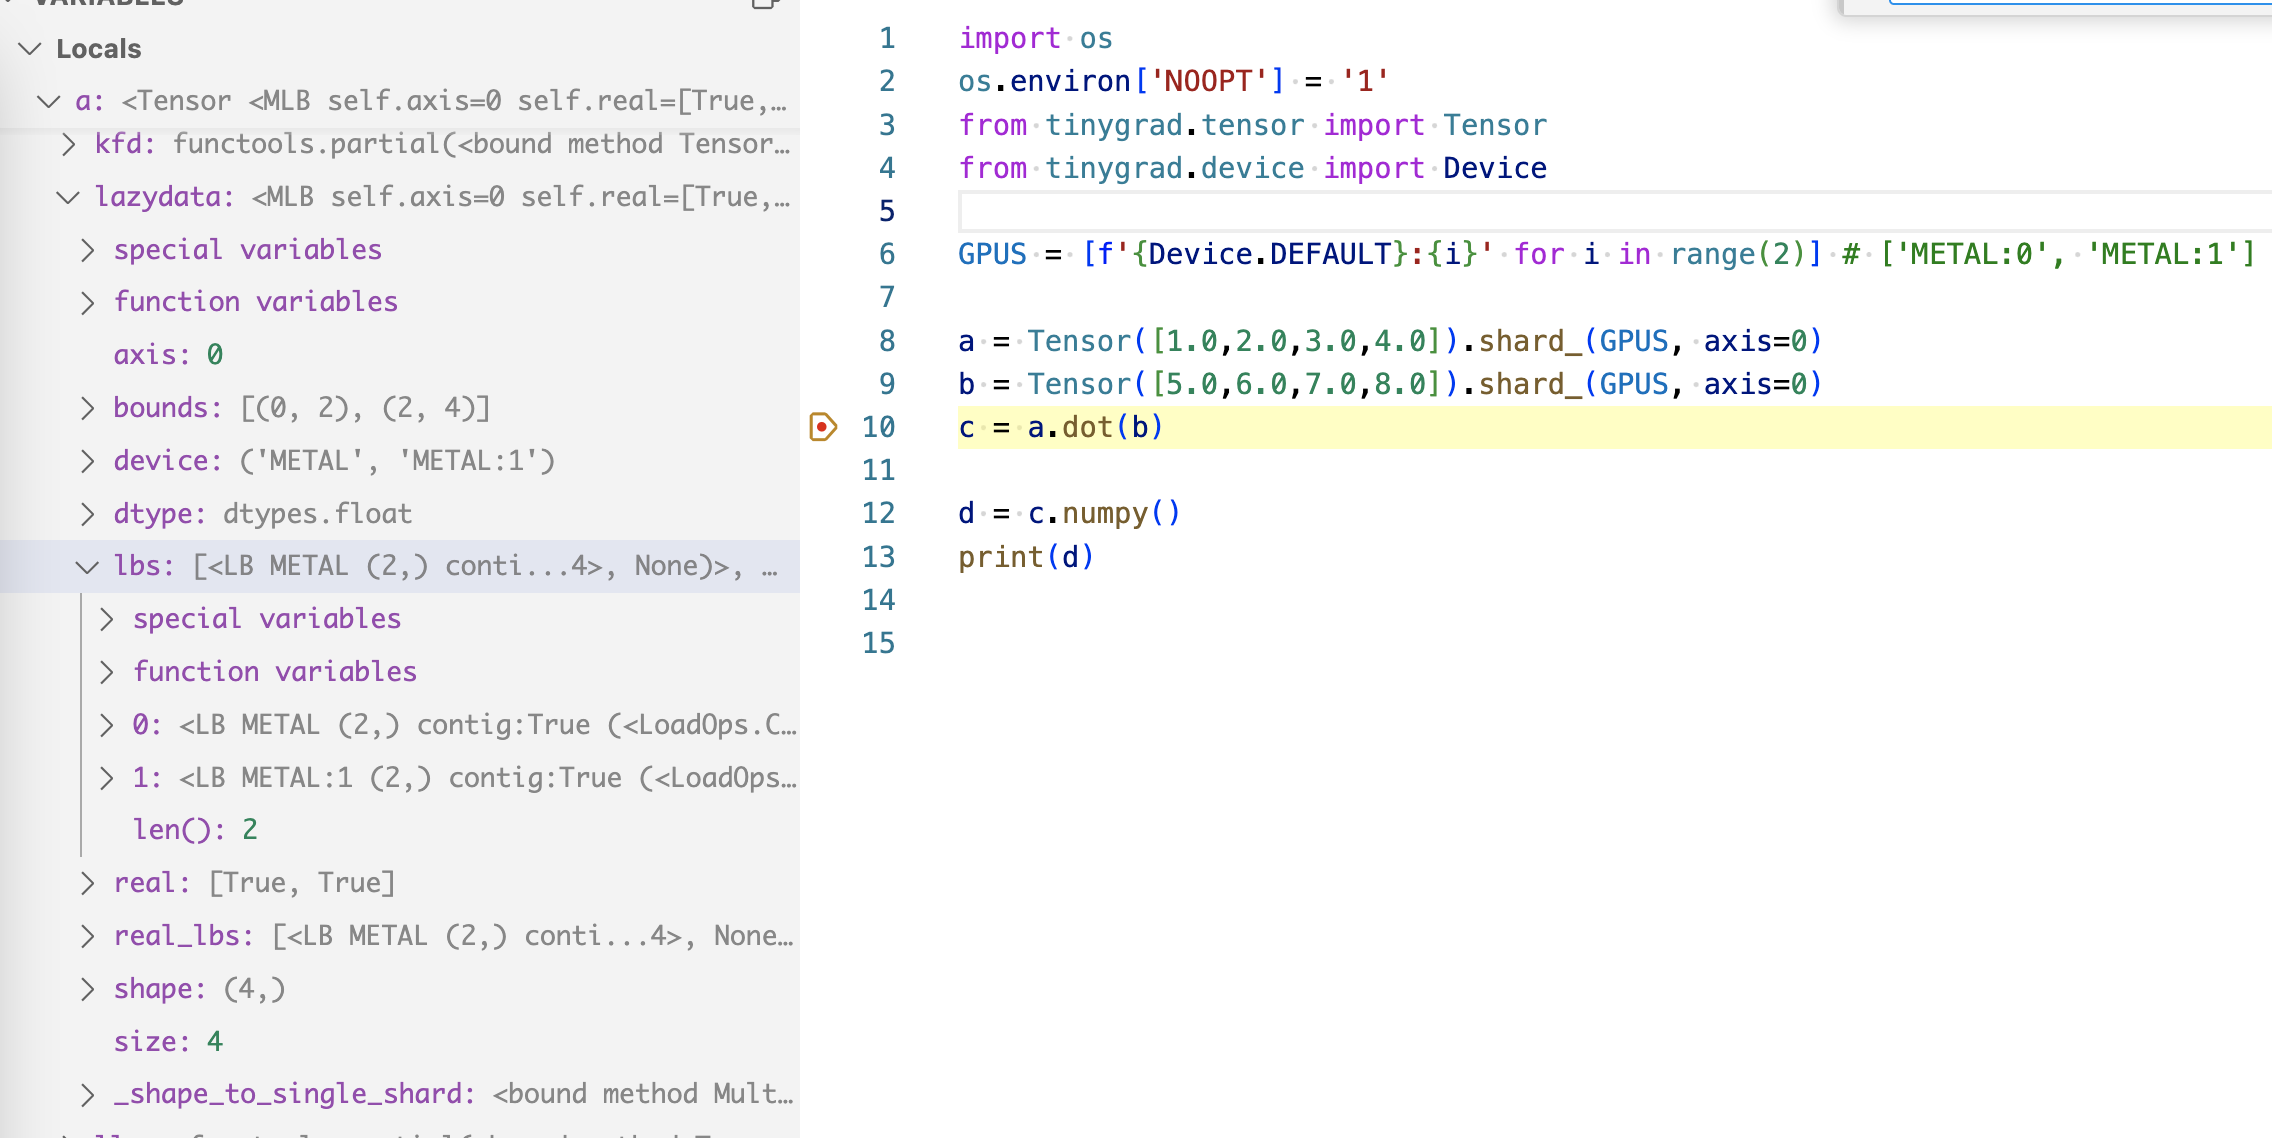 VARIABLES
Locals
a: <Tensor <MLB self.axis=0 self.real=[True,…
kfd: functools.partial(<bound method Tensor…
lazydata: <MLB self.axis=0 self.real=[True,…
special variables
function variables
axis: 0
bounds: [(0, 2), (2, 4)]
device: ('METAL', 'METAL:1')
dtype: dtypes.float
lbs: [<LB METAL (2,) conti...4>, None)>, …
special variables
function variables
0: <LB METAL (2,) contig:True (<LoadOps.C…
1: <LB METAL:1 (2,) contig:True (<LoadOps…
len(): 2
real: [True, True]
real_lbs: [<LB METAL (2,) conti...4>, None…
shape: (4,)
size: 4
_shape_to_single_shard: <bound method Mult…
1 import os
2 os.environ['NOOPT'] = '1'
3 from tinygrad.tensor import Tensor
4 from tinygrad.device import Device
5
6 GPUS = [f'{Device.DEFAULT}:{i}' for i in range(2)] # ['METAL:0', 'METAL:1']
7
8 a = Tensor([1.0,2.0,3.0,4.0]).shard_(GPUS, axis=0)
9 b = Tensor([5.0,6.0,7.0,8.0]).shard_(GPUS, axis=0)
10 c = a.dot(b)
11
12 d = c.numpy()
13 print(d)
14
15